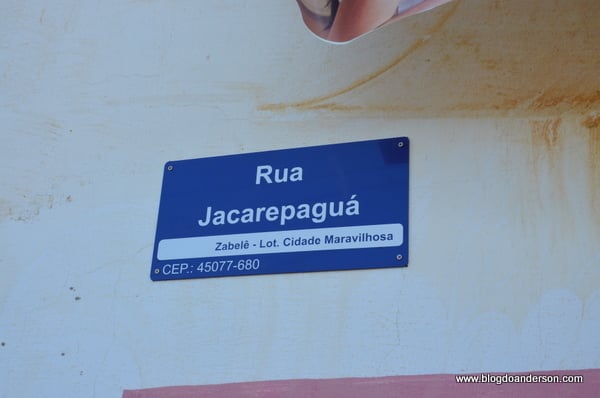 Rua
Jacarepaguá
Zabelê - Lot. Cidade Maravilhosa
CEP.: 45077-680
www.blogdoanderson.com